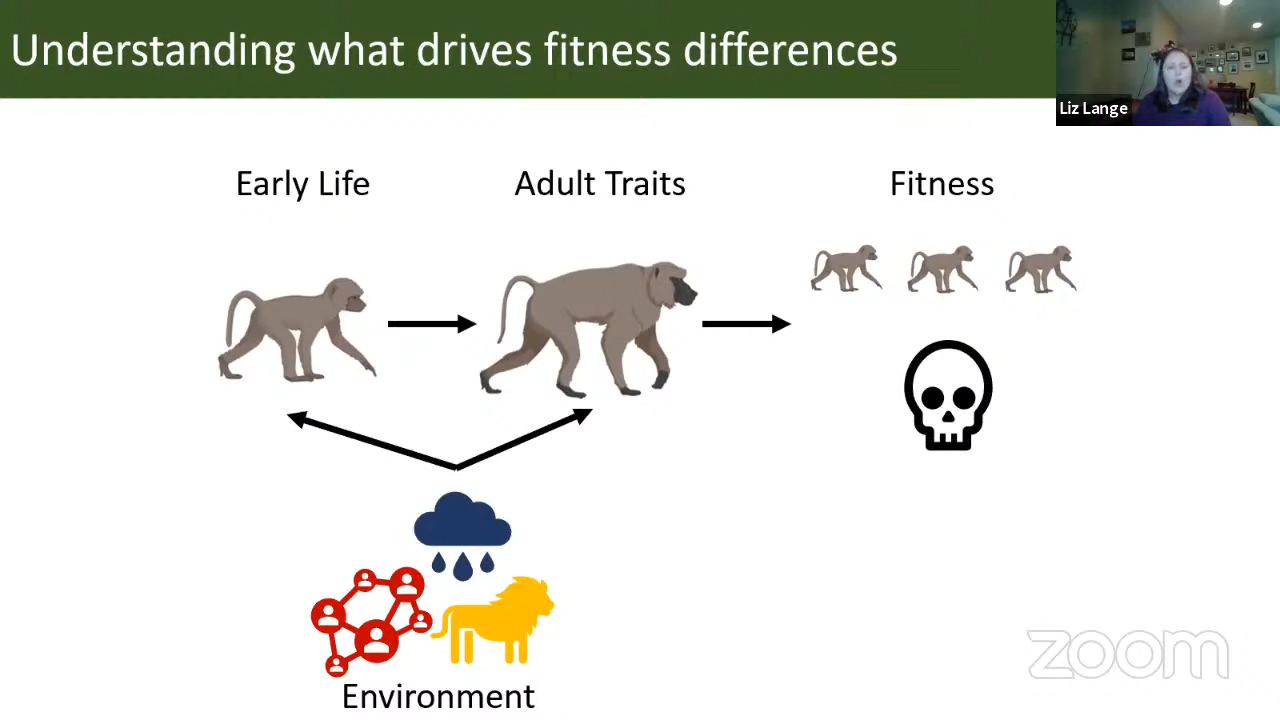 Understanding what drives fitness differences
Liz Lange
Early Life
Adult Traits
Fitness
Environment
zoom